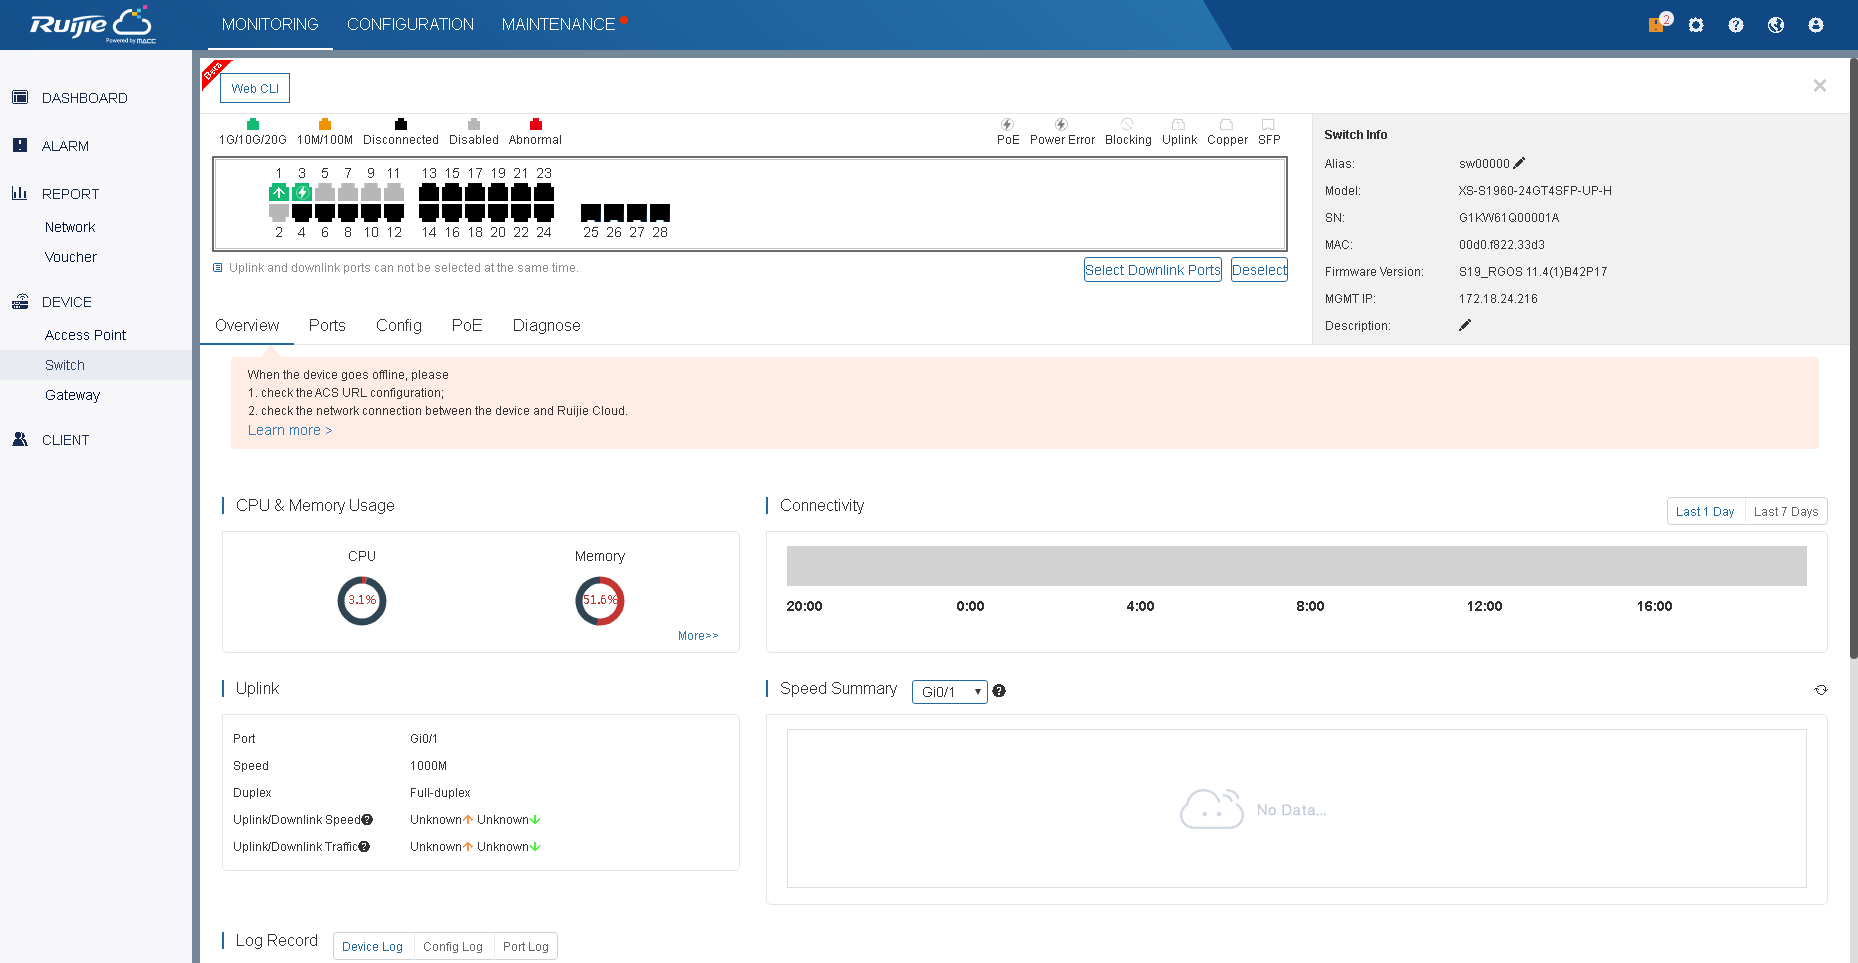 Ruijie
Powered by MACC
MONITORING
CONFIGURATION
MAINTENANCE
2
DASHBOARD
ALARM
REPORT
Network
Voucher
DEVICE
Access Point
Switch
Gateway
CLIENT
Beta
Web CLI
1G/10G/20G 10M/100M Disconnected Disabled Abnormal
PoE Power Error Blocking Uplink Copper SFP
1 3 5 7 9 11 13 15 17 19 21 23
2 4 6 8 10 12 14 16 18 20 22 24 25 26 27 28
Uplink and downlink ports can not be selected at the same time.
Select Downlink Ports
Deselect
Switch Info
Alias: sw00000
Model: XS-S1960-24GT4SFP-UP-H
SN: G1KW61Q00001A
MAC: 00d0.f822.33d3
Firmware Version: S19_RGOS 11.4(1)B42P17
MGMT IP: 172.18.24.216
Description:
Overview Ports Config PoE Diagnose
When the device goes offline, please
1. check the ACS URL configuration;
2. check the network connection between the device and Ruijie Cloud.
Learn more >
CPU & Memory Usage
CPU Memory
3.1% 51.6%
More>>
Connectivity
Last 1 Day Last 7 Days
20:00 0:00 4:00 8:00 12:00 16:00
Uplink
Port Gi0/1
Speed 1000M
Duplex Full-duplex
Uplink/Downlink Speed Unknown Unknown
Uplink/Downlink Traffic Unknown Unknown
Speed Summary Gi0/1
No Data...
Log Record Device Log Config Log Port Log